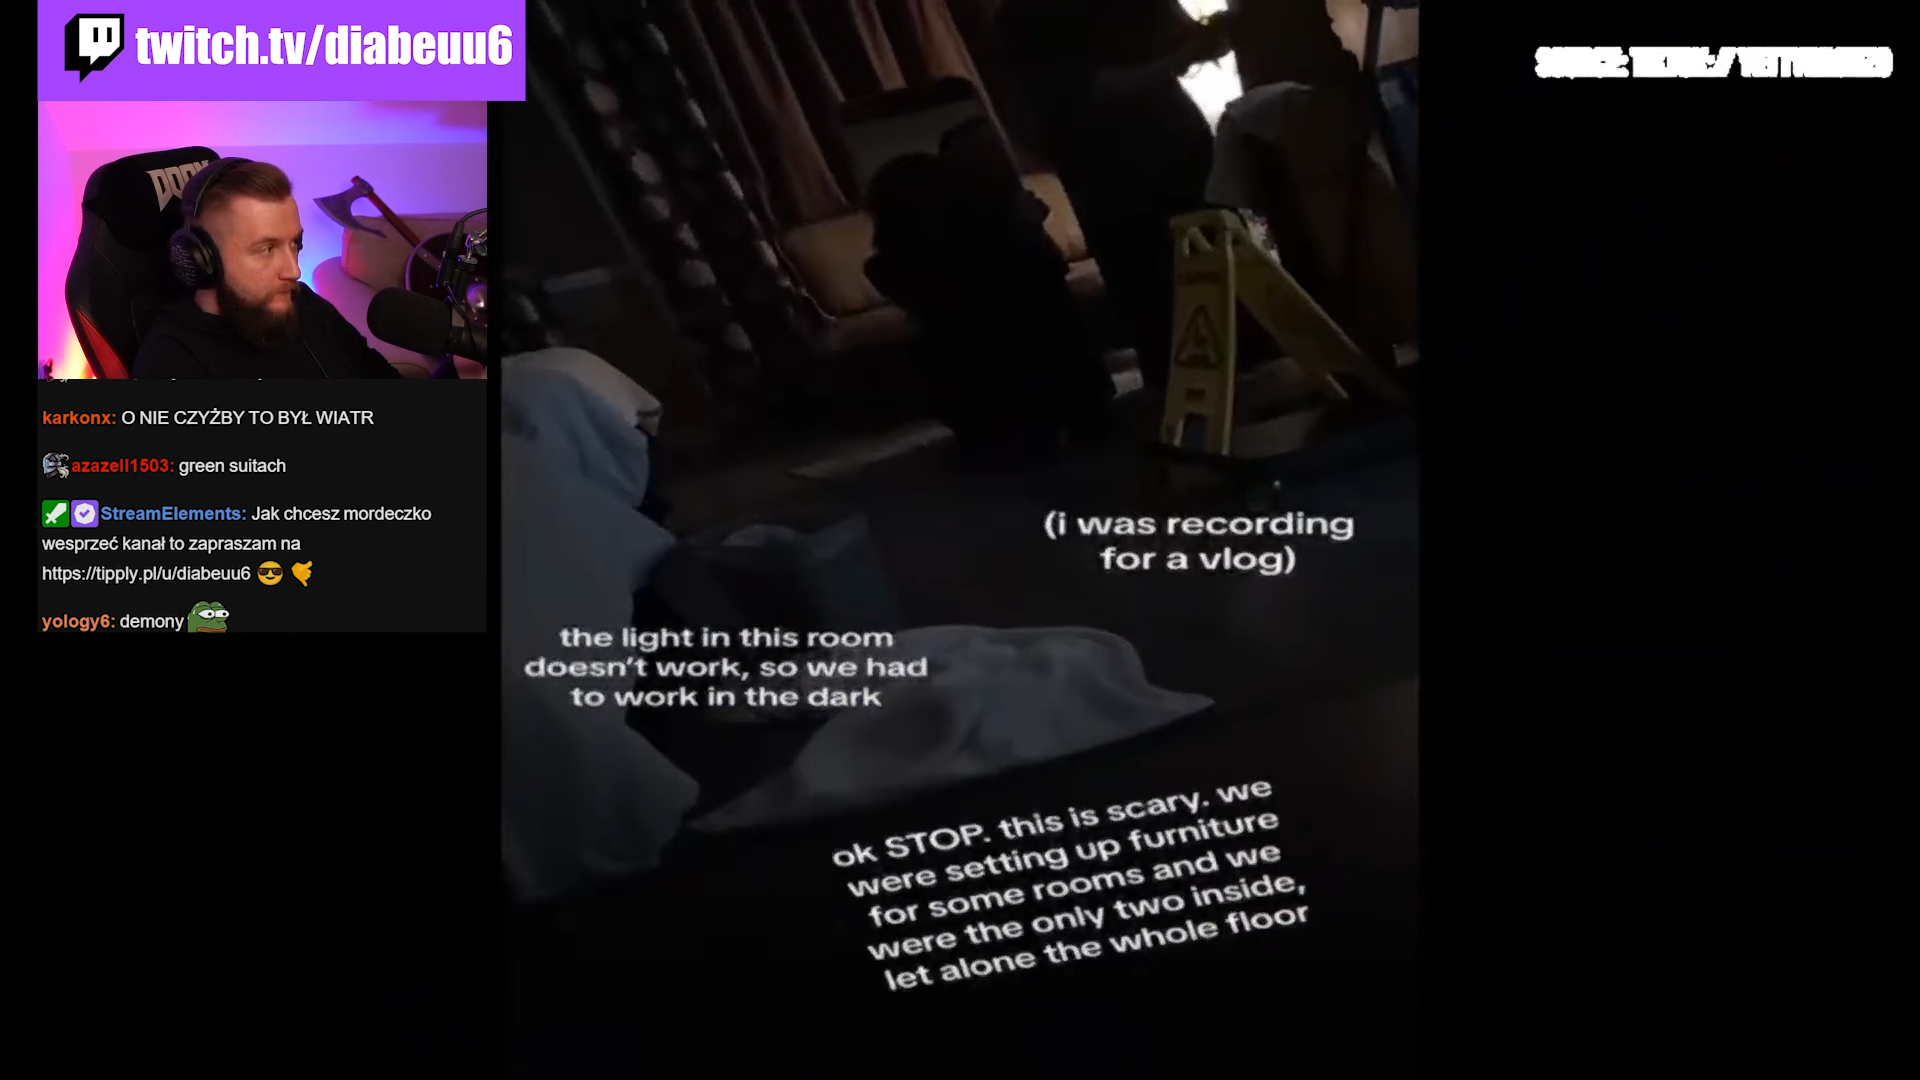 twitch.tv/diabeuu6
DOOM
karkonx: O NIE CZYŻBY TO BYŁ WIATR
azazell1503: green suitach
StreamElements: Jak chcesz mordeczko
wesprzeć kanał to zapraszam na
https://tipply.pl/u/diabeuu6
yology6: demony
(i was recording
for a vlog)
the light in this room
doesn't work, so we had
to work in the dark
ok STOP. this is scary. we
were setting up furniture
for some rooms and we
were the only two inside,
let alone the whole floor